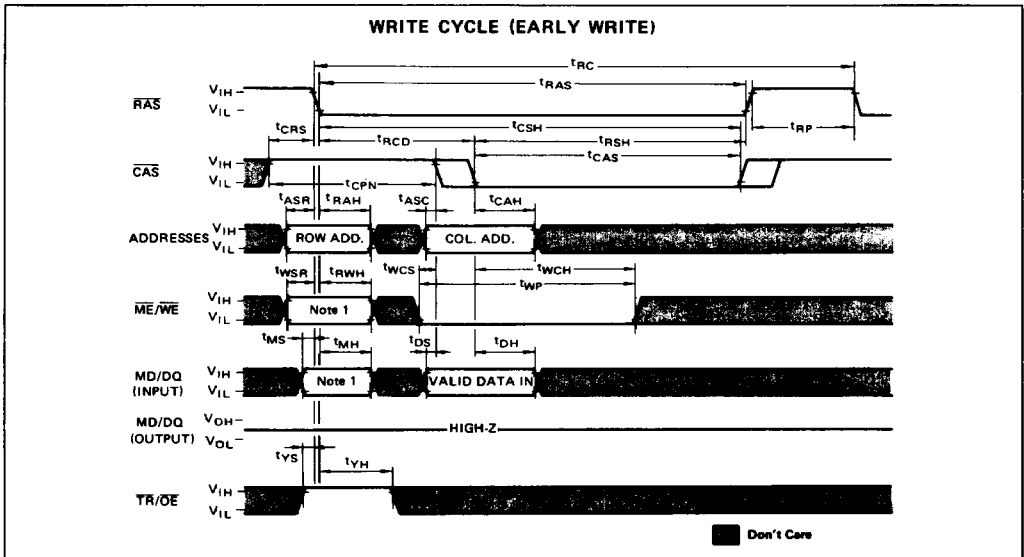 WRITE CYCLE (EARLY WRITE)
tRC
tRAS
RAS
VIH
VIL
tCRS
tRCD
tCSH
tRSH
tRP
CAS
VIH
VIL
tCPN
tCAS
tASR
tRAH
tASC
tCAH
ADDRESSES
VIH
VIL
ROW ADD.
COL. ADD.
tWSR
tRWH
tWCS
tWCH
tWP
ME/WE
VIH
VIL
Note 1
tMS
tMH
tDS
tDH
MD/DQ
(INPUT)
VIH
VIL
Note 1
VALID DATA IN
MD/DQ
(OUTPUT)
VOH
VOL
HIGH-Z
tYS
tYH
TR/OE
VIH
VIL
Don't Care